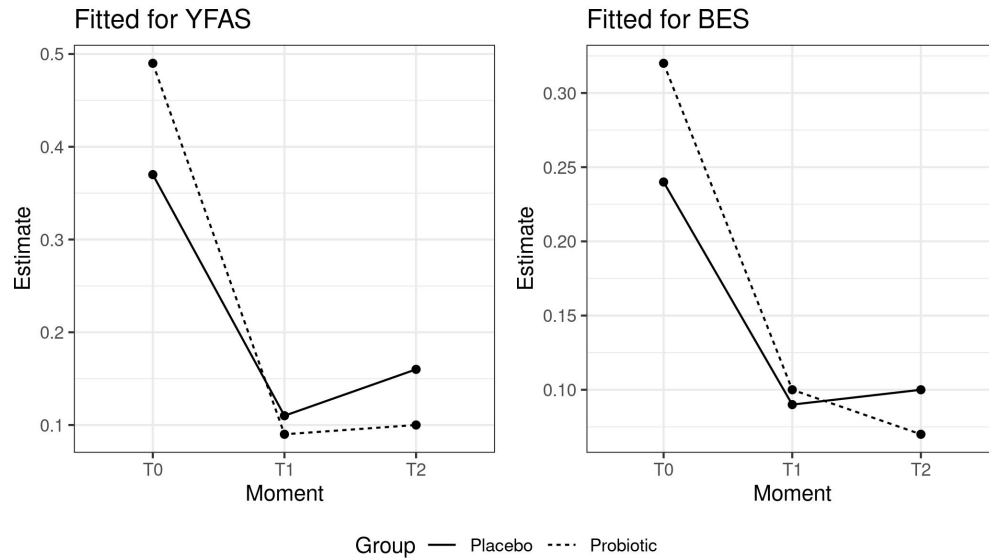 Fitted for YFAS
Estimate
0.5
0.4
0.3
0.2
0.1
T0 T1 T2
Moment
Fitted for BES
Estimate
0.30
0.25
0.20
0.15
0.10
T0 T1 T2
Moment
Group Placebo Probiotic